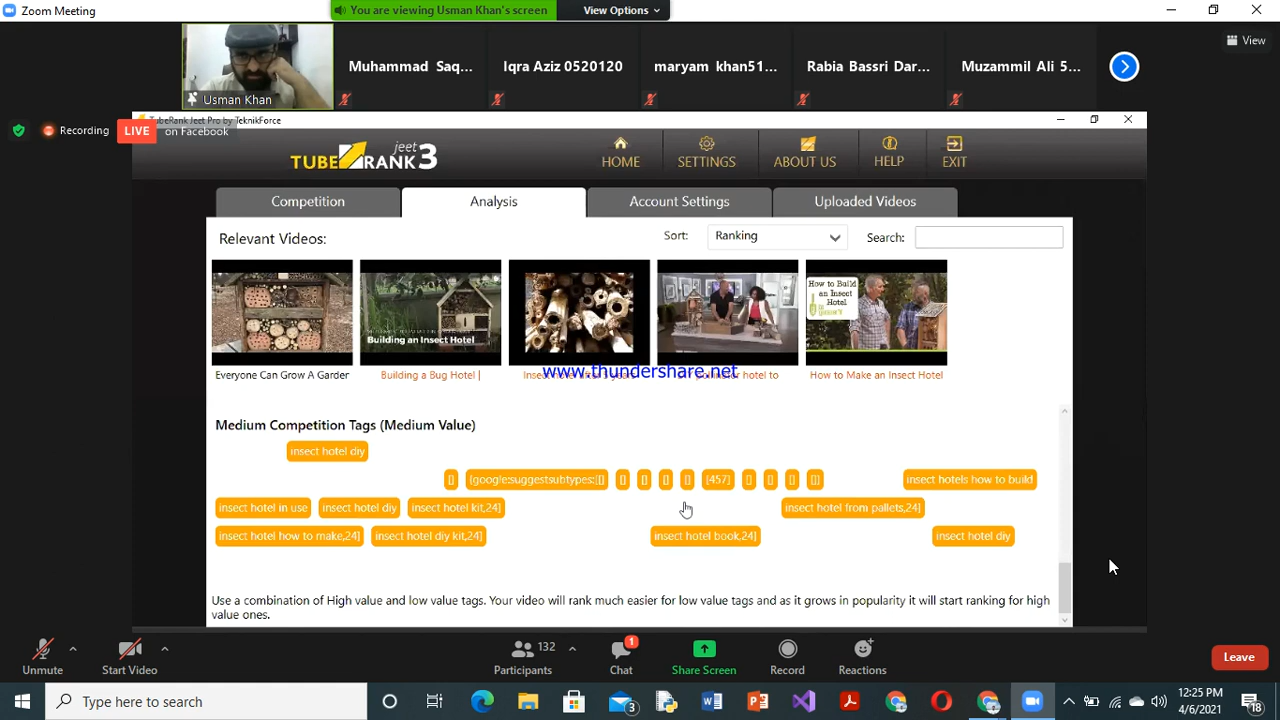 Zoom Meeting
You are viewing Usman Khan's screen
View Options
Usman Khan
Muhammad Saq...
Iqra Aziz 0520120
maryam khan51...
Rabia Bassri Dar...
Muzammil Ali 5...
View
Recording
LIVE
on Facebook
TubeRank Jeet Pro by TeknikForce
TUBE RANK jeet 3
HOME
SETTINGS
ABOUT US
HELP
EXIT
Competition
Analysis
Account Settings
Uploaded Videos
Relevant Videos:
Sort:
Ranking
Search:
Building an Insect Hotel
How to Build
an Insect
Hotel
Everyone Can Grow A Garden
Building a Bug Hotel |
hotel to
How to Make an Insect Hotel
www.thundershare.net
Medium Competition Tags (Medium Value)
insect hotel diy
[] {google:suggestsubtypes:[[] [] [] [] [] [457] [] [] [] []] insect hotels how to build
insect hotel in use insect hotel diy insect hotel kit,24] insect hotel from pallets,24]
insect hotel how to make,24] insect hotel diy kit,24] insect hotel book,24] insect hotel diy
Use a combination of High value and low value tags. Your video will rank much easier for low value tags and as it grows in popularity it will start ranking for high
value ones.
Unmute
Start Video
132
Participants
1
Chat
Share Screen
Record
Reactions
Leave
Type here to search
3
12:25 PM
4/6/2021
18